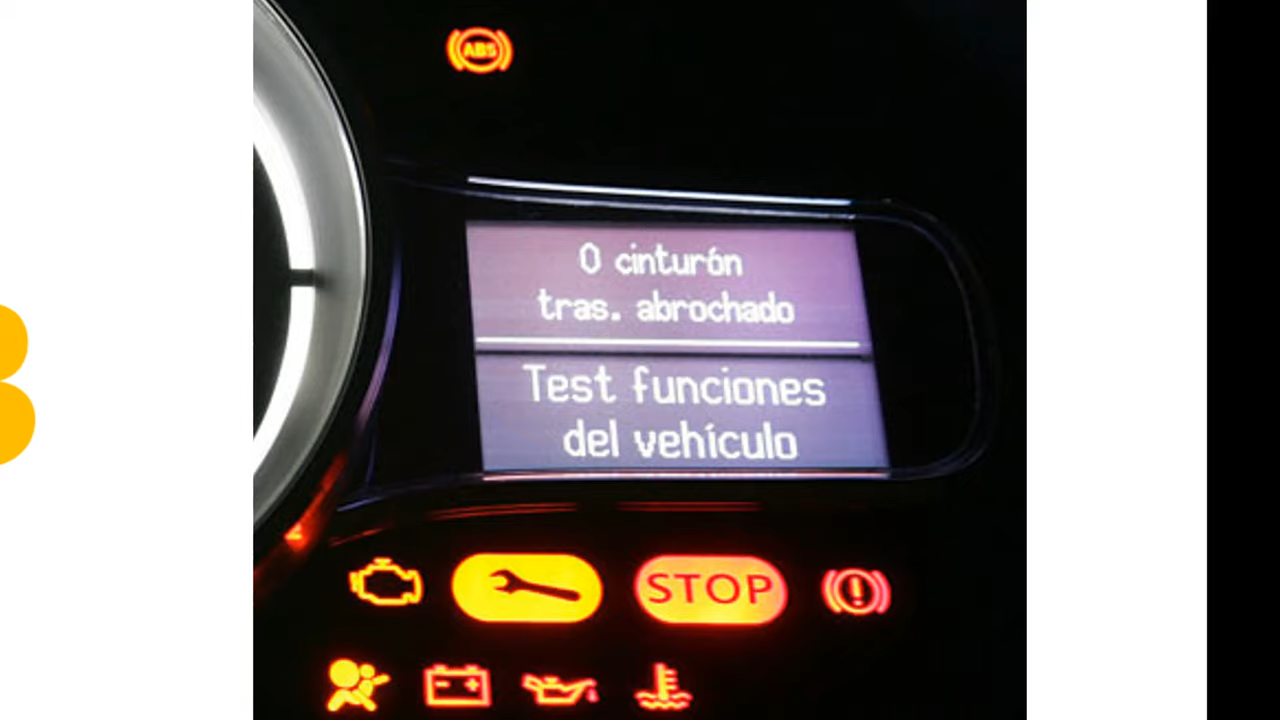 ABS
0 cinturón
tras. abrochado
Test funciones
del vehículo
STOP